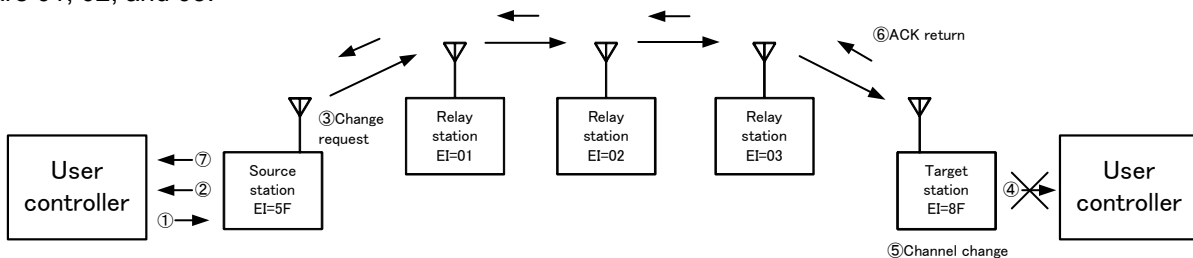 ⑥ACK return
③Change
request
Relay
station
EI=01
Relay
station
EI=02
Relay
station
EI=03
User
controller
⑦
②
①
Source
station
EI=5F
Target
station
EI=8F
④
User
controller
⑤Channel change